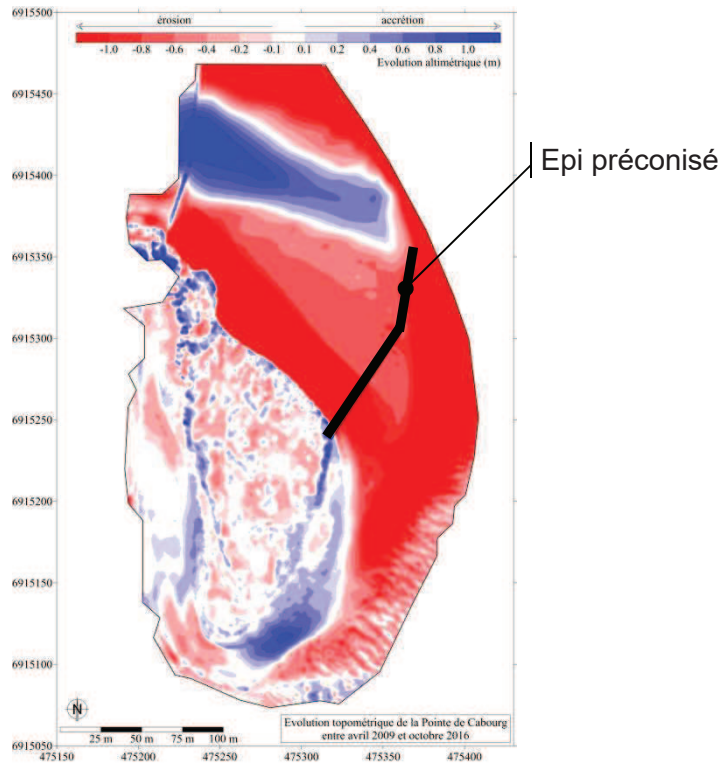 6915500
érosion
accrétion
-1.0 -0.8 -0.6 -0.4 -0.2 -0.1 0.1 0.2 0.4 0.6 0.8 1.0
Evolution altimétrique (m)
6915450
6915400
Epi préconisé
6915350
6915300
6915250
6915200
6915150
6915100
N
25 m 50 m 75 m 100 m
Evolution topométrique de la Pointe de Cabourg
entre avril 2009 et octobre 2016
6915050
475150 475200 475250 475300 475350 475400